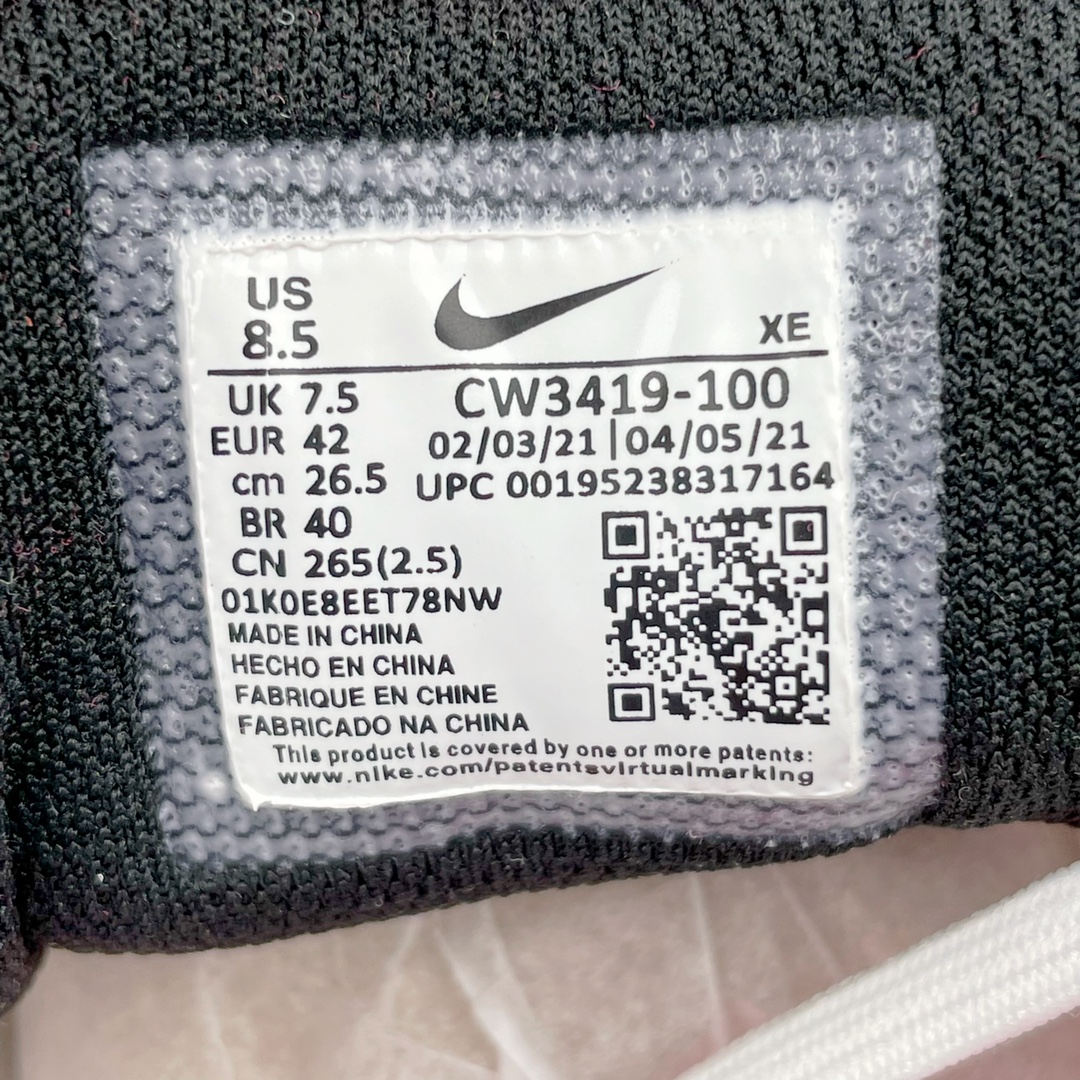 US
8.5
XE
UK 7.5
CW3419-100
EUR 42
02/03/21 | 04/05/21
cm 26.5
UPC 00195238317164
BR 40
CN 265(2.5)
01K0E8EET78NW
MADE IN CHINA
HECHO EN CHINA
FABRIQUE EN CHINE
FABRICADO NA CHINA
This product is covered by one or more patents:
www.nike.com/patentsvirtualmarking